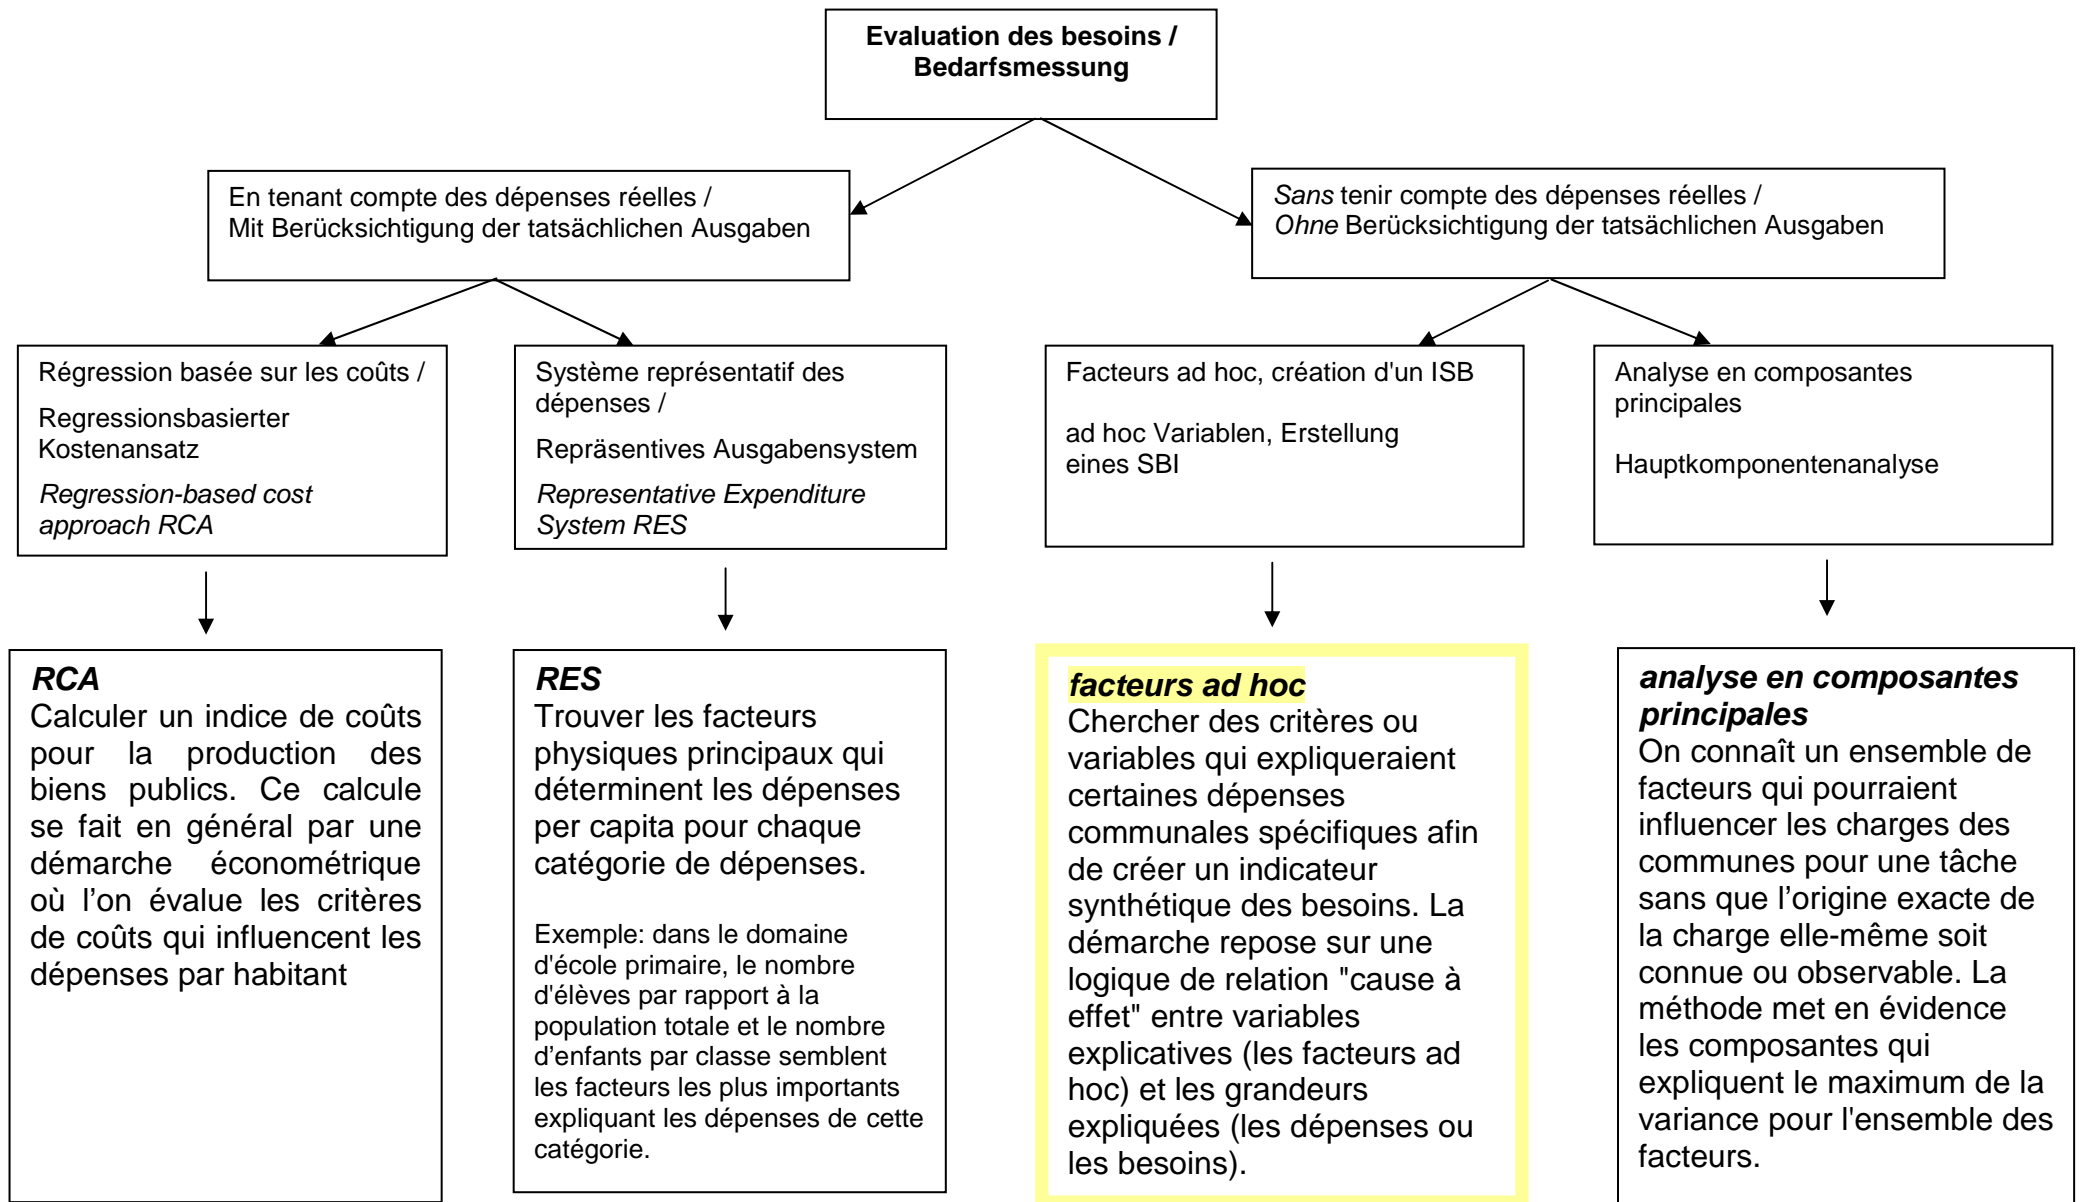 Evaluation des besoins /
Bedarfsmessung
En tenant compte des dépenses réelles /
Mit Berücksichtigung der tatsächlichen Ausgaben
Sans tenir compte des dépenses réelles /
Ohne Berücksichtigung der tatsächlichen Ausgaben
Régression basée sur les coûts /
Regressionsbasierter
Kostenansatz
Regression-based cost
approach RCA
Système représentatif des
dépenses /
Repräsentives Ausgabensystem
Representative Expenditure
System RES
Facteurs ad hoc, création d'un ISB
ad hoc Variablen, Erstellung
eines SBI
Analyse en composantes
principales
Hauptkomponentenanalyse
RCA
Calculer un indice de coûts
pour la production des
biens publics. Ce calcule
se fait en général par une
démarche économétrique
où l’on évalue les critères
de coûts qui influencent les
dépenses par habitant
RES
Trouver les facteurs
physiques principaux qui
déterminent les dépenses
per capita pour chaque
catégorie de dépenses.
Exemple: dans le domaine
d'école primaire, le nombre
d'élèves par rapport à la
population totale et le nombre
d’enfants par classe semblent
les facteurs les plus importants
expliquant les dépenses de cette
catégorie.
facteurs ad hoc
Chercher des critères ou
variables qui expliqueraient
certaines dépenses
communales spécifiques afin
de créer un indicateur
synthétique des besoins. La
démarche repose sur une
logique de relation "cause à
effet" entre variables
explicatives (les facteurs ad
hoc) et les grandeurs
expliquées (les dépenses ou
les besoins).
analyse en composantes
principales
On connaît un ensemble de
facteurs qui pourraient
influencer les charges des
communes pour une tâche
sans que l’origine exacte de
la charge elle-même soit
connue ou observable. La
méthode met en évidence
les composantes qui
expliquent le maximum de la
variance pour l'ensemble des
facteurs.